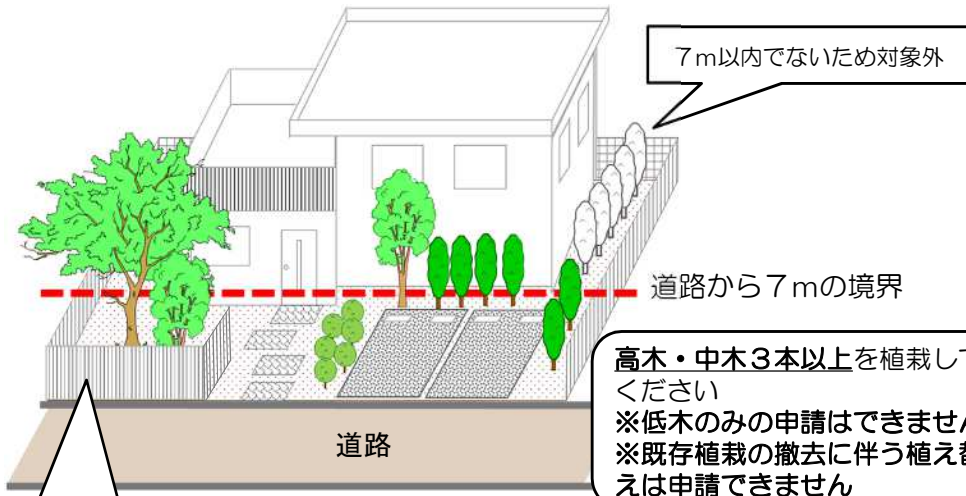 ７ｍ以内でないため対象外
道路から７ｍの境界
高木・中木３本以上を植栽して
ください
※低木のみの申請はできません
※既存植栽の撤去に伴う植え替
えは申請できません
道路